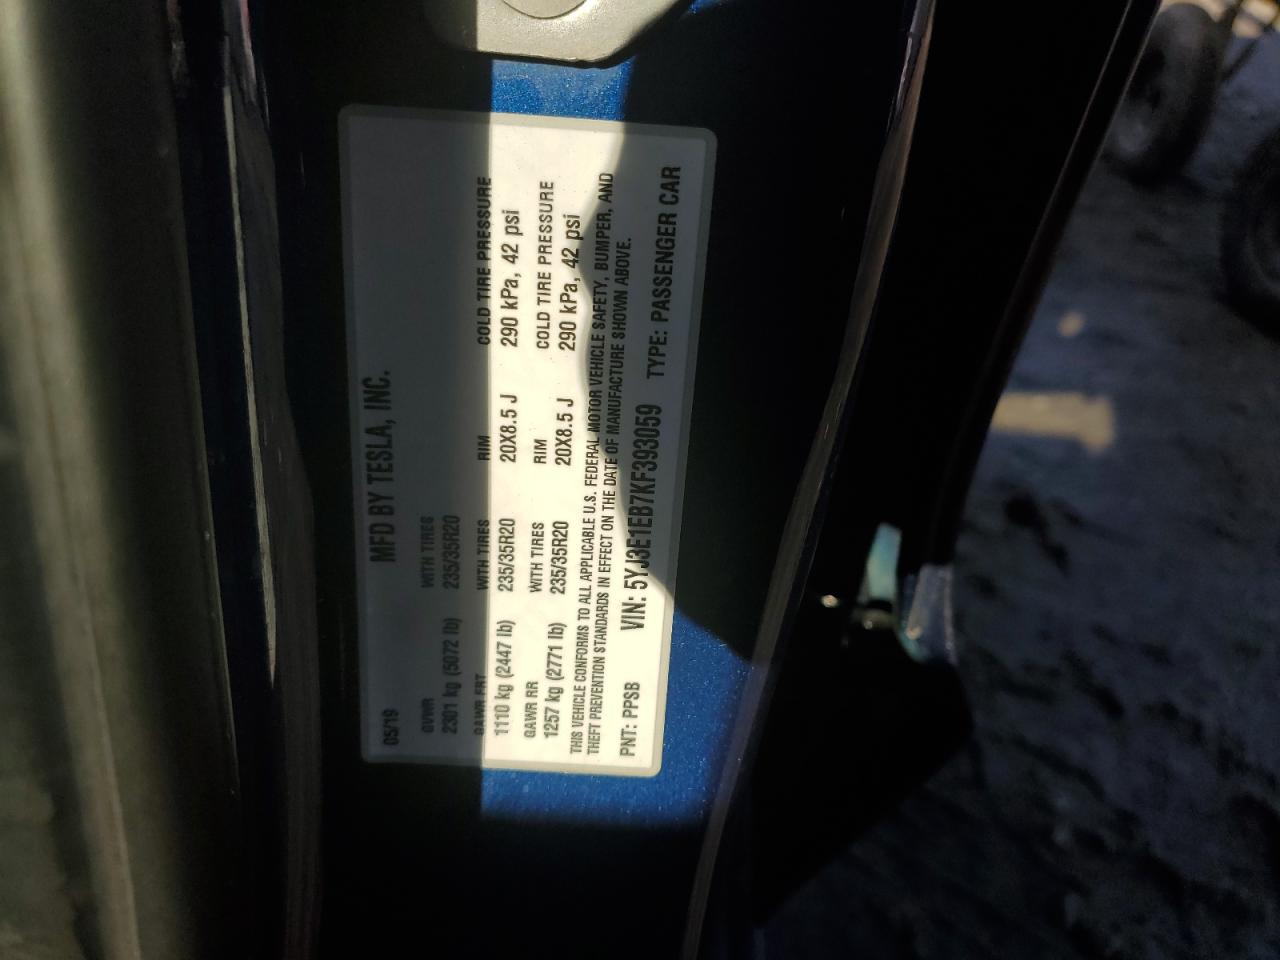 MFD BY TESLA, INC.
05/19
GVWR WITH TIRES
2301 kg (5072 lb) 235/35R20
GAWR FRT WITH TIRES RIM COLD TIRE PRESSURE
1110 kg (2447 lb) 235/35R20 20X8.5 J 290 kPa, 42 psi
GAWR RR WITH TIRES RIM COLD TIRE PRESSURE
1257 kg (2771 lb) 235/35R20 20X8.5 J 290 kPa, 42 psi
THIS VEHICLE CONFORMS TO ALL APPLICABLE U.S. FEDERAL MOTOR VEHICLE SAFETY, BUMPER, AND
THEFT PREVENTION STANDARDS IN EFFECT ON THE DATE OF MANUFACTURE SHOWN ABOVE.
PNT: PPSB VIN: 5YJ3E1EB7KF393059 TYPE: PASSENGER CAR